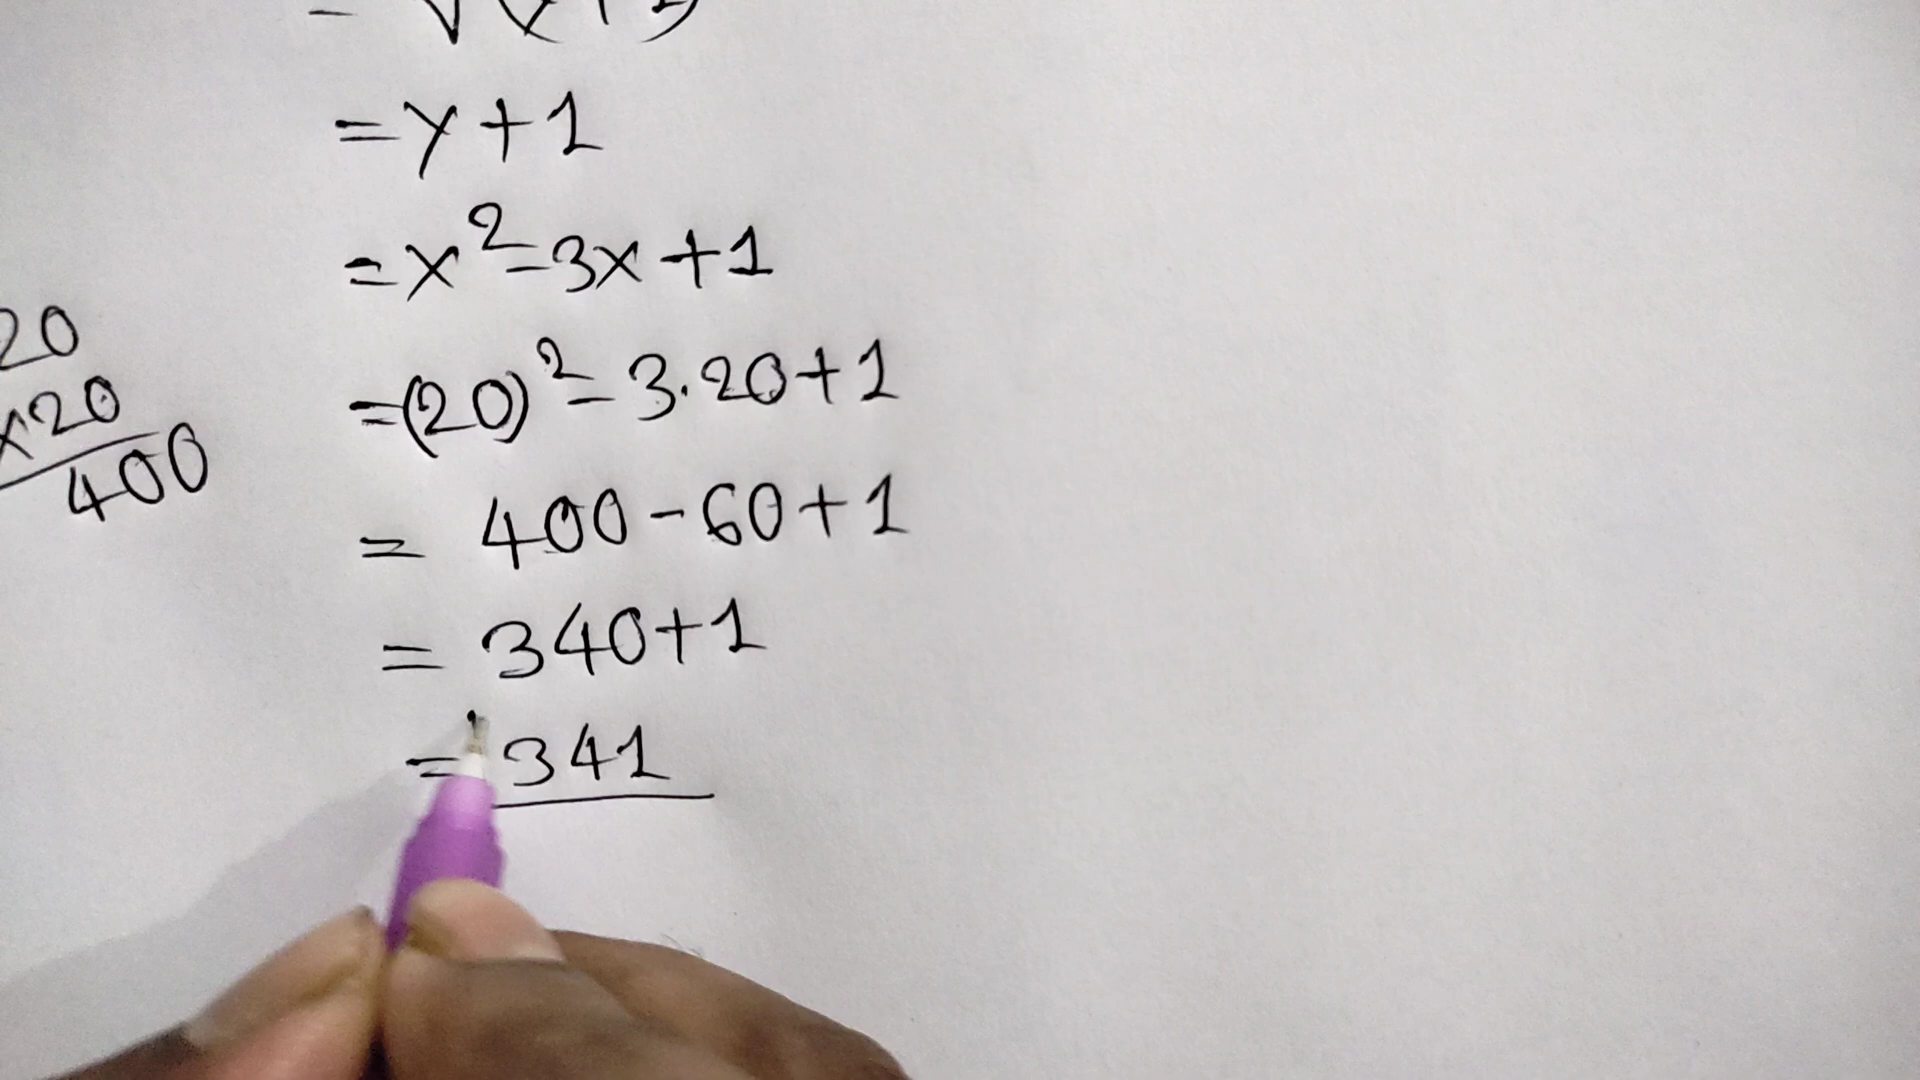 = y + 1
= x² - 3x + 1
= (20)² - 3.20 + 1
= 400 - 60 + 1
= 340 + 1
= 341
20
x 20
400